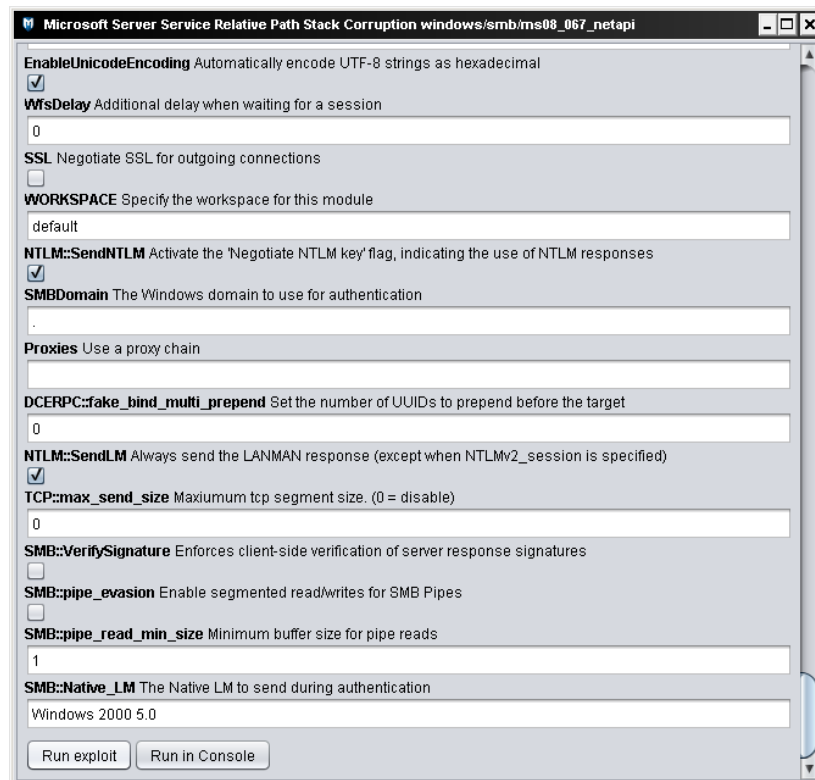 Microsoft Server Service Relative Path Stack Corruption windows/smb/ms08_067_netapi
EnableUnicodeEncoding Automatically encode UTF-8 strings as hexadecimal
WfsDelay Additional delay when waiting for a session
0
SSL Negotiate SSL for outgoing connections
WORKSPACE Specify the workspace for this module
default
NTLM::SendNTLM Activate the 'Negotiate NTLM key' flag, indicating the use of NTLM responses
SMBDomain The Windows domain to use for authentication
.
Proxies Use a proxy chain
DCERPC::fake_bind_multi_prepend Set the number of UUIDs to prepend before the target
0
NTLM::SendLM Always send the LANMAN response (except when NTLMv2_session is specified)
TCP::max_send_size Maxiumum tcp segment size. (0 = disable)
0
SMB::VerifySignature Enforces client-side verification of server response signatures
SMB::pipe_evasion Enable segmented read/writes for SMB Pipes
SMB::pipe_read_min_size Minimum buffer size for pipe reads
1
SMB::Native_LM The Native LM to send during authentication
Windows 2000 5.0
Run exploit Run in Console